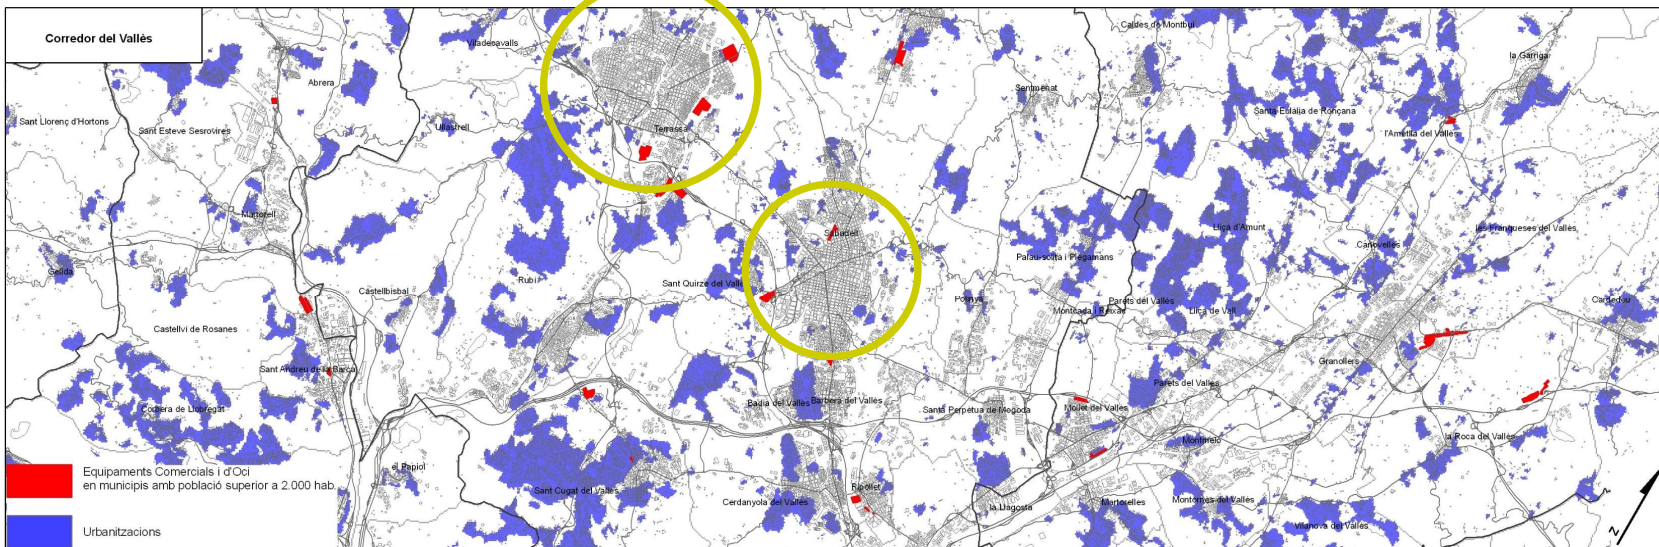 Corredor del Vallès
Viladesavalls
Caldes de Montbui
la Garriga
Abrera
Sentmenat
Sant Llorenç d'Hortons
Sant Esteve Sesrovires
Ullastrell
Terrassa
Santa Eulalia de Ronçana
l'Ametlla del Vallès
Martorell
Sabadell
Lliçà d'Amunt
les Franqueses del Vallès
Canovelles
Palau-solita i Plegamans
Gelida
Rubí
Sant Quirze del Vallès
Castellbisbal
Polinyà
Parets del Vallès
Montcada i Reixac
Lliçà de Vall
Cardedeu
Castellví de Rosanes
Granollers
Sant Andreu de la Barca
Parets del Vallès
Corbera de Llobregat
Badia del Vallès
Barberà del Vallès
Santa Perpetua de Mogoda
Mollet del Vallès
Montmeló
la Roca del Vallès
el Papiol
Equipaments Comercials i d'Oci
en municipis amb població superior a 2.000 hab.
Sant Cugat del Vallès
Cerdanyola del Vallès
Ripollet
la Llagosta
Martorelles
Montornès del Vallès
Vilanova del Vallès
Urbanitzacions
N